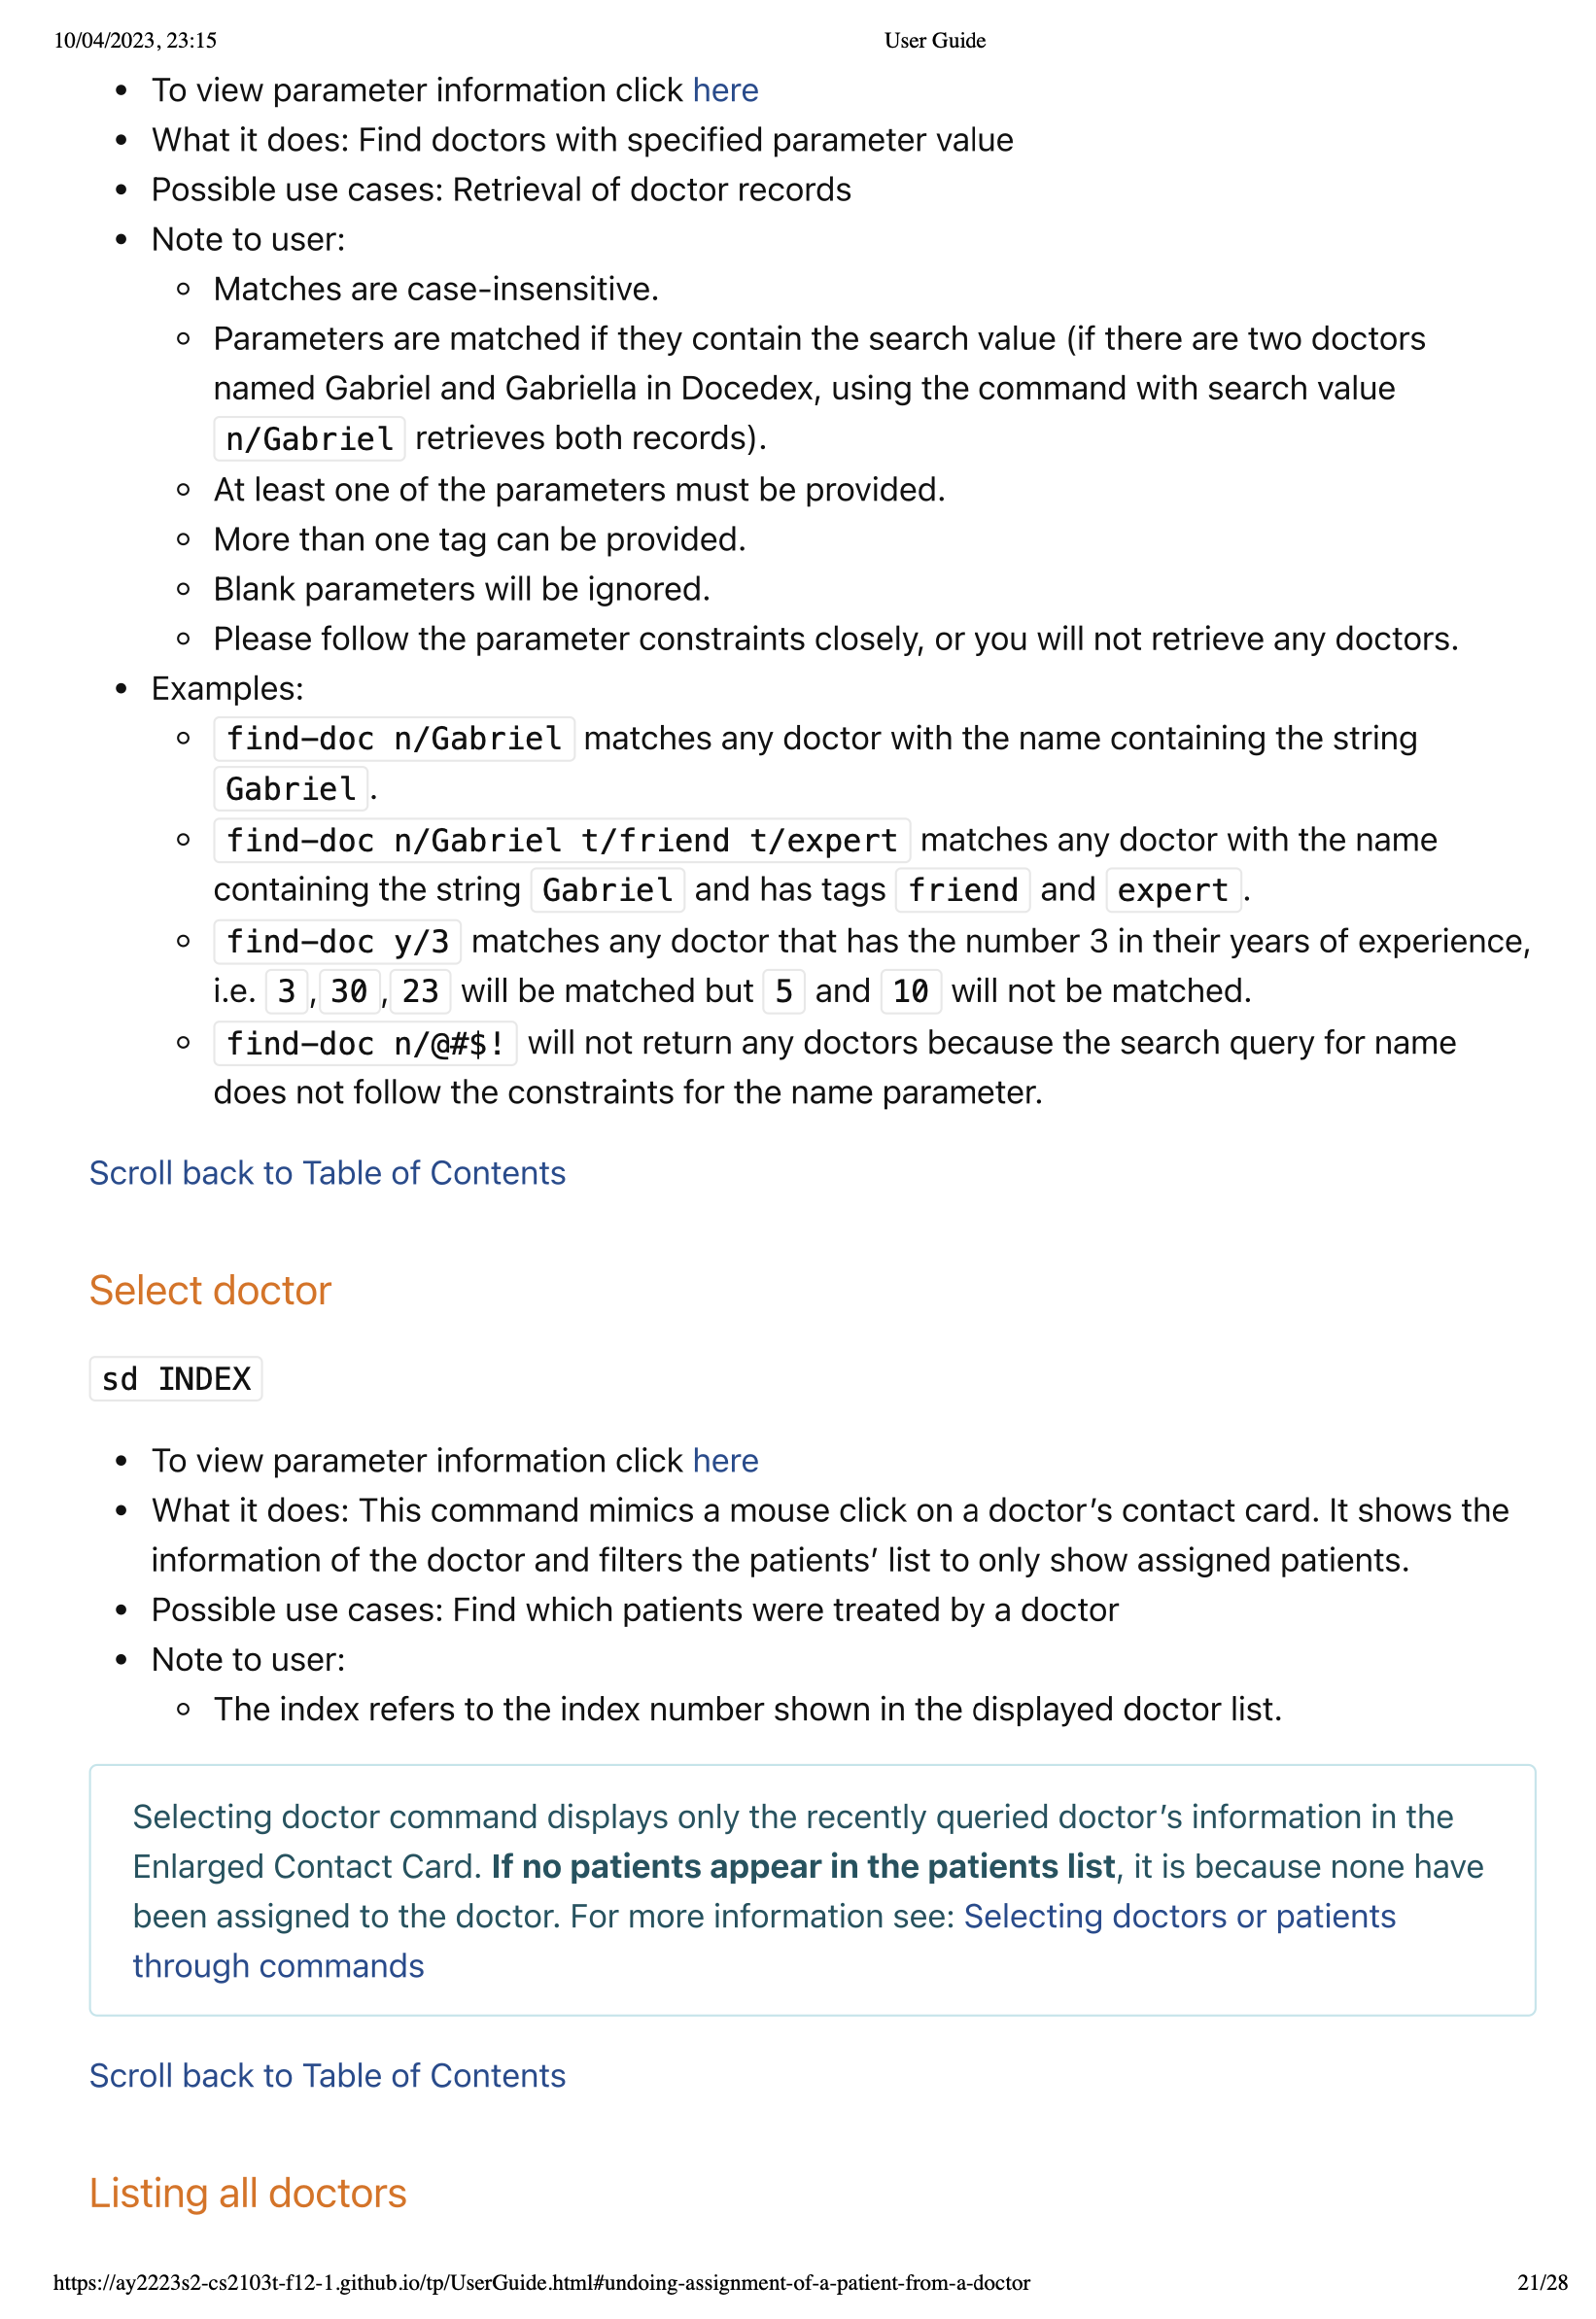 10/04/2023, 23:15
User Guide
To view parameter information click here
What it does: Find doctors with specified parameter value
Possible use cases: Retrieval of doctor records
Note to user:
Matches are case-insensitive.
Parameters are matched if they contain the search value (if there are two doctors
named Gabriel and Gabriella in Docedex, using the command with search value
n/Gabriel retrieves both records).
At least one of the parameters must be provided.
More than one tag can be provided.
Blank parameters will be ignored.
Please follow the parameter constraints closely, or you will not retrieve any doctors.
Examples:
find-doc n/Gabriel matches any doctor with the name containing the string
Gabriel .
find-doc n/Gabriel t/friend t/expert matches any doctor with the name
containing the string Gabriel and has tags friend and expert .
find-doc y/3 matches any doctor that has the number 3 in their years of experience,
i.e. 3 , 30 , 23 will be matched but 5 and 10 will not be matched.
find-doc n/@#$! will not return any doctors because the search query for name
does not follow the constraints for the name parameter.
Scroll back to Table of Contents
Select doctor
sd INDEX
To view parameter information click here
What it does: This command mimics a mouse click on a doctor’s contact card. It shows the
information of the doctor and filters the patients’ list to only show assigned patients.
Possible use cases: Find which patients were treated by a doctor
Note to user:
The index refers to the index number shown in the displayed doctor list.
Selecting doctor command displays only the recently queried doctor’s information in the
Enlarged Contact Card. If no patients appear in the patients list, it is because none have
been assigned to the doctor. For more information see: Selecting doctors or patients
through commands
Scroll back to Table of Contents
Listing all doctors
https://ay2223s2-cs2103t-f12-1.github.io/tp/UserGuide.html#undoing-assignment-of-a-patient-from-a-doctor
21/28